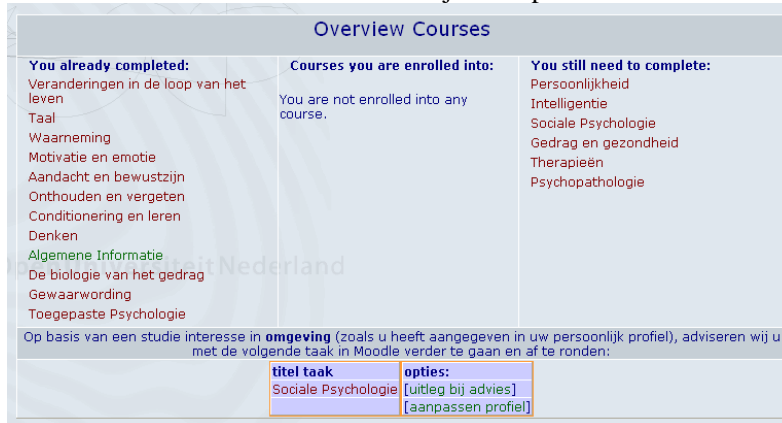 Overview Courses
You already completed:
Veranderingen in de loop van het
leven
Taal
Waarneming
Motivatie en emotie
Aandacht en bewustzijn
Onthouden en vergeten
Conditionering en leren
Denken
Algemene Informatie
De biologie van het gedrag
Gewaarwording
Toegepaste Psychologie
Courses you are enrolled into:
You are not enrolled into any
course.
You still need to complete:
Persoonlijkheid
Intelligentie
Sociale Psychologie
Gedrag en gezondheid
Therapieën
Psychopathologie
Op basis van een studie interesse in omgeving (zoals u heeft aangegeven in uw persoonlijk profiel), adviseren wij u
met de volgende taak in Moodle verder te gaan en af te ronden:
titel taak opties:
Sociale Psychologie [uitleg bij advies]
[aanpassen profiel]